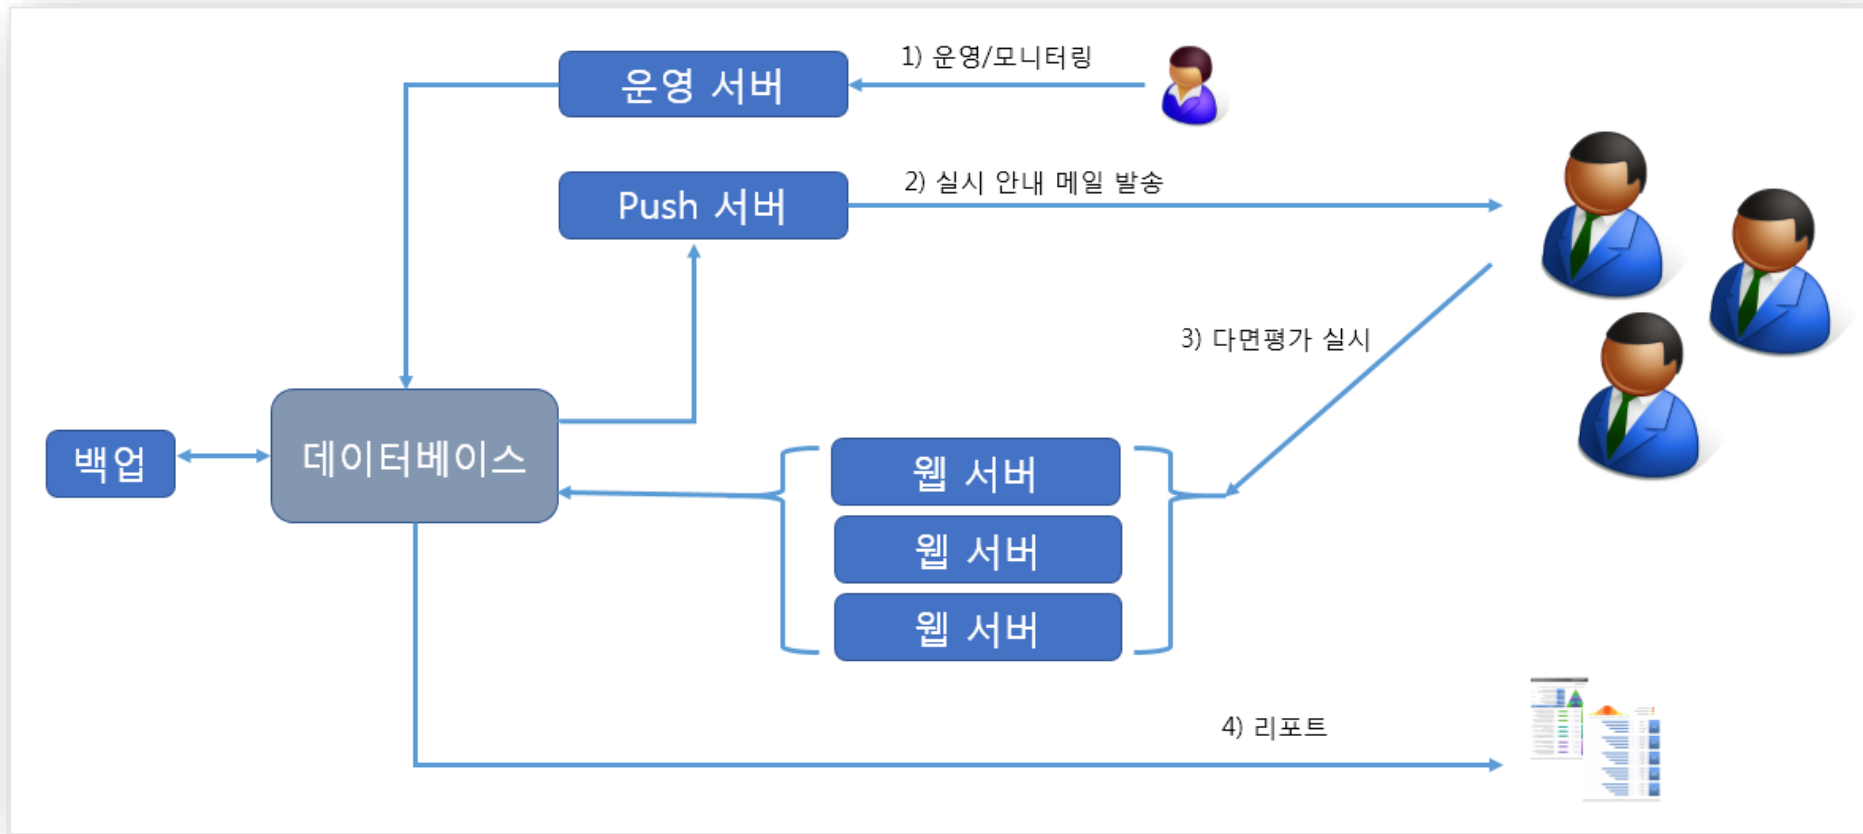 1) 운영/모니터링
운영 서버
2) 실시 안내 메일 발송
Push 서버
3) 다면평가 실시
백업
데이터베이스
웹 서버
웹 서버
웹 서버
4) 리포트